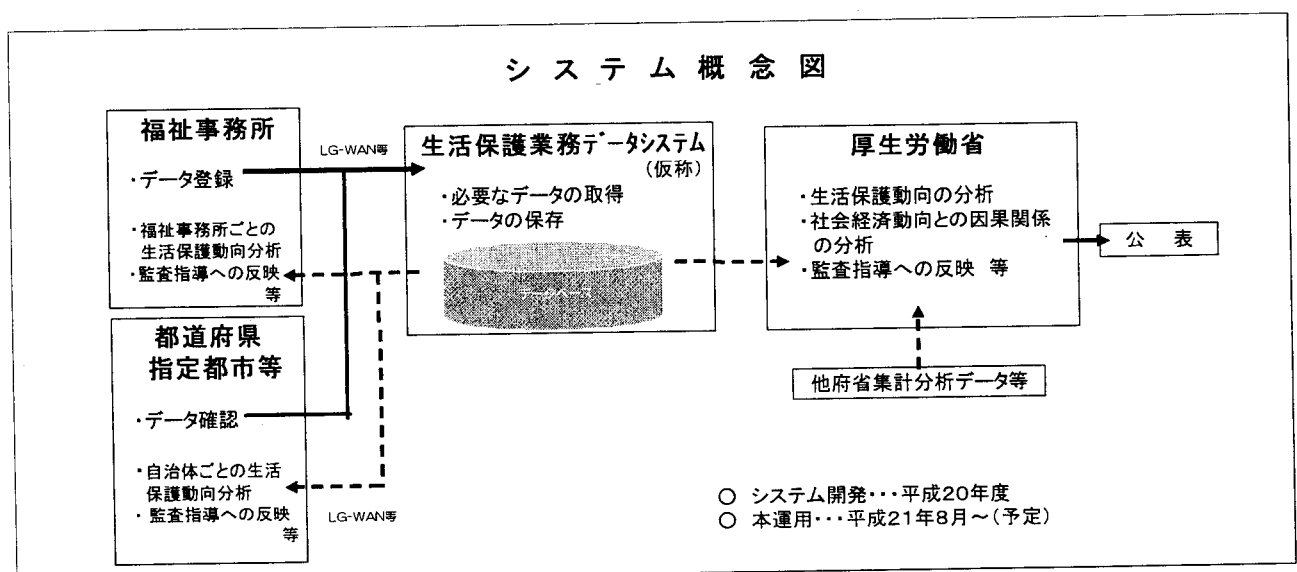 システム概念図
福祉事務所
・データ登録
・福祉事務所ごとの
生活保護動向分析
・監査指導への反映
等
LG-WAN等
都道府県
指定都市等
・データ確認
・自治体ごとの生活
保護動向分析
・監査指導への反映
等
LG-WAN等
生活保護業務データシステム
(仮称)
・必要なデータの取得
・データの保存
データベース
厚生労働省
・生活保護動向の分析
・社会経済動向との因果関係
の分析
・監査指導への反映 等
公 表
他府省集計分析データ等
○ システム開発・・・平成20年度
○ 本運用・・・平成21年8月~(予定)